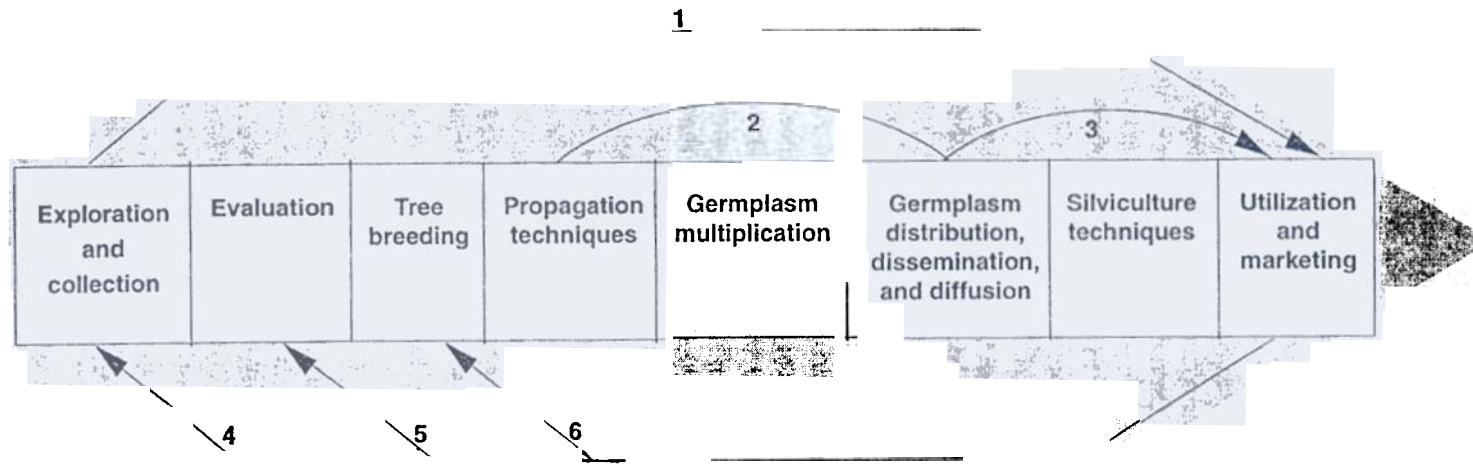 1
2
3
Exploration
and
collection
Evaluation
Tree
breeding
Propagation
techniques
Germplasm
multiplication
Germplasm
distribution,
dissemination,
and diffusion
Silviculture
techniques
Utilization
and
marketing
4
5
6